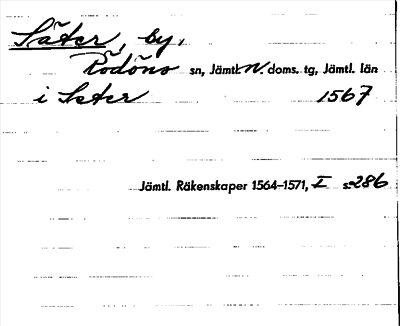 Säter, by,
Rödöns sn, Jämtl. N. doms. tg, Jämtl. län
i Seter 1567
Jämtl. Räkenskaper 1564-1571, I s. 286